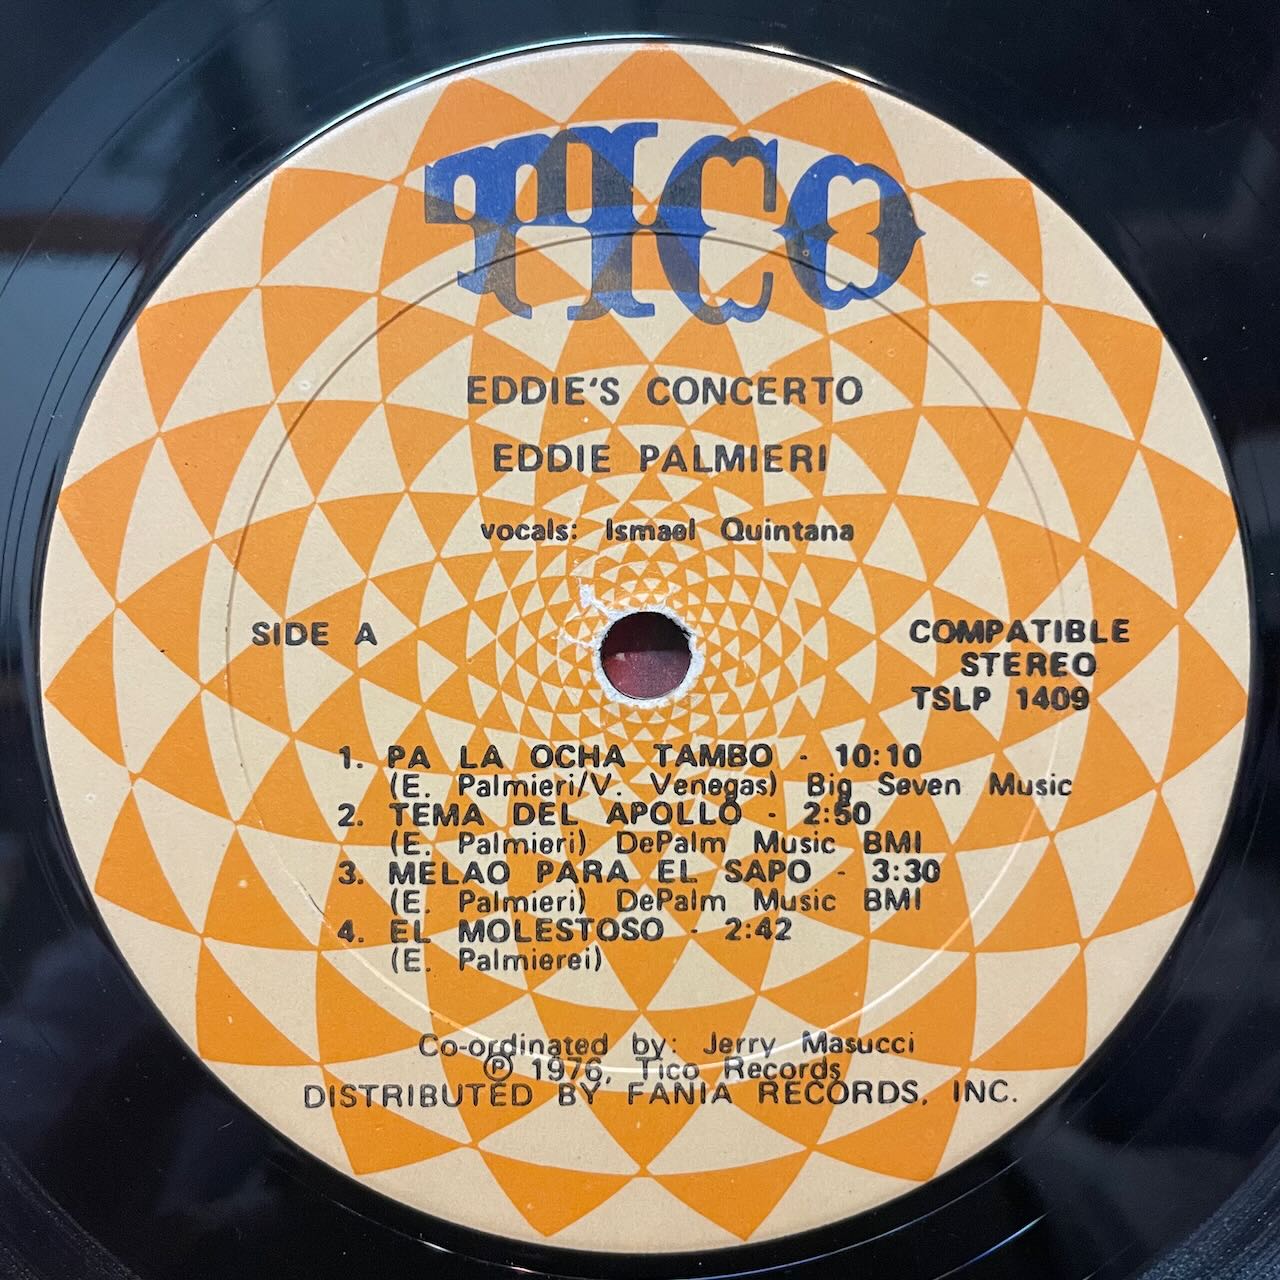 TICO
EDDIE'S CONCERTO
EDDIE PALMIERI
vocals: Ismael Quintana
SIDE A
COMPATIBLE
STEREO
TSLP 1409
1. PA LA OCHA TAMBO - 10:10
(E. Palmieri/V. Venegas) Big Seven Music
2. TEMA DEL APOLLO - 2:50
(E. Palmieri) DePalm Music BMI
3. MELAO PARA EL SAPO - 3:30
(E. Palmieri) DePalm Music BMI
4. EL MOLESTOSO - 2:42
(E. Palmierei)
Co-ordinated by: Jerry Masucci
℗ 1976, Tico Records
DISTRIBUTED BY FANIA RECORDS, INC.